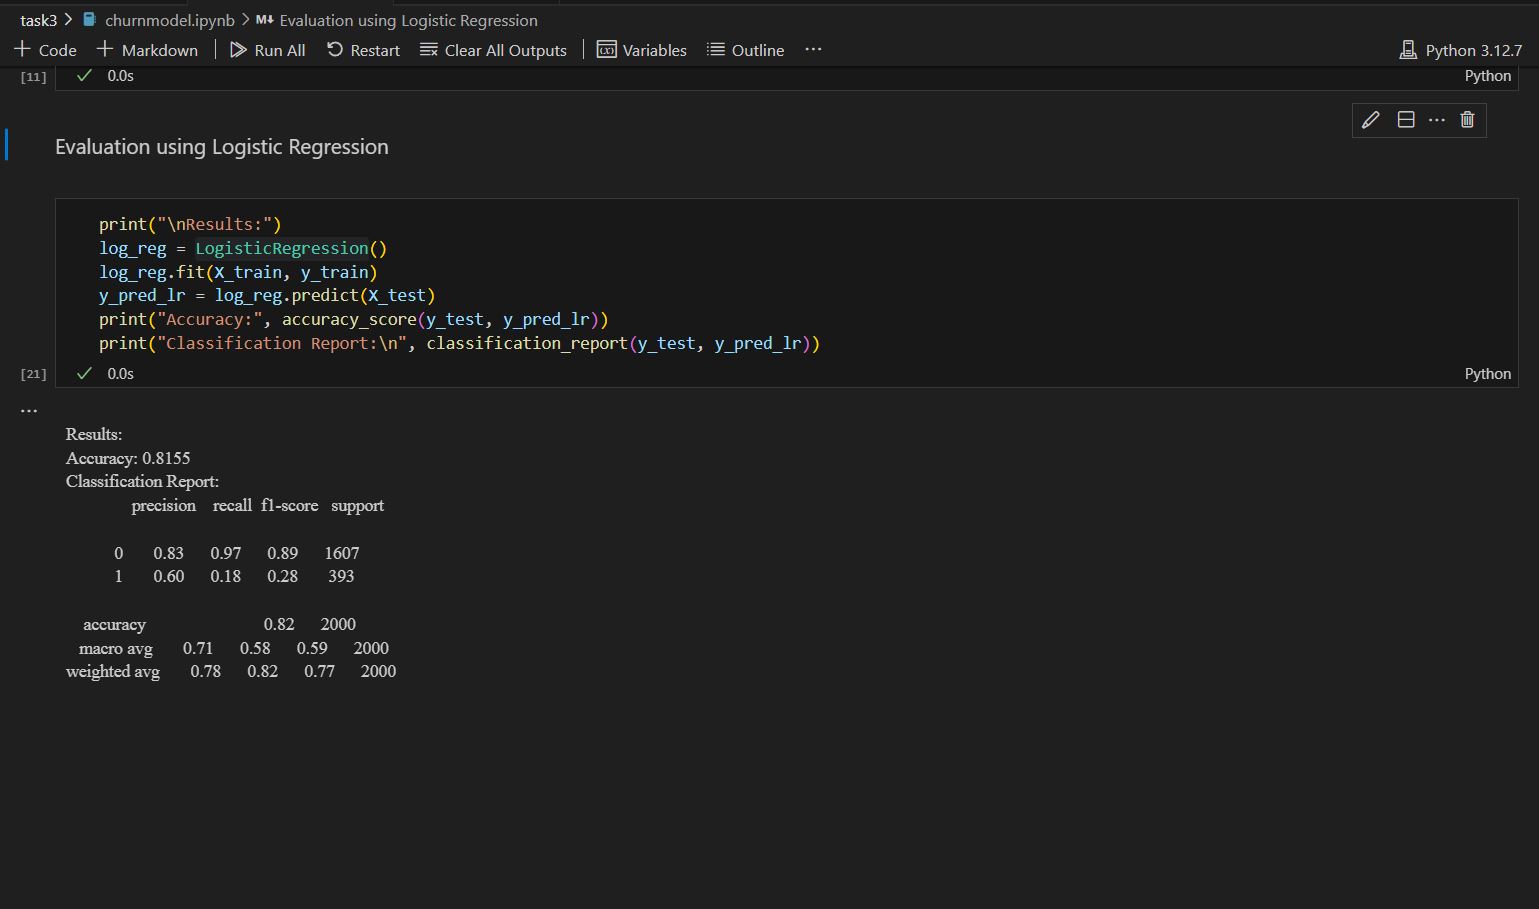 task3 > churnmodel.ipynb > M↓ Evaluation using Logistic Regression
+ Code + Markdown | Run All Restart Clear All Outputs | Variables Outline ... Python 3.12.7
[11] ✓ 0.0s Python
Evaluation using Logistic Regression
print("\nResults:")
log_reg = LogisticRegression()
log_reg.fit(X_train, y_train)
y_pred_lr = log_reg.predict(X_test)
print("Accuracy:", accuracy_score(y_test, y_pred_lr))
print("Classification Report:\n", classification_report(y_test, y_pred_lr))
[21] ✓ 0.0s Python
...
Results:
Accuracy: 0.8155
Classification Report:
precision recall f1-score support
0 0.83 0.97 0.89 1607
1 0.60 0.18 0.28 393
accuracy 0.82 2000
macro avg 0.71 0.58 0.59 2000
weighted avg 0.78 0.82 0.77 2000